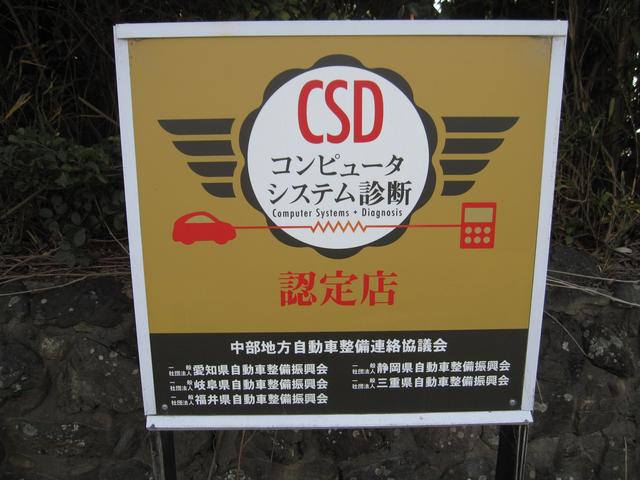 CSD
コンピュータ
システム診断
Computer Systems + Diagnosis
認定店
中部地方自動車整備連絡協議会
一般社団法人 愛知県自動車整備振興会
一般社団法人 静岡県自動車整備振興会
一般社団法人 岐阜県自動車整備振興会
一般社団法人 三重県自動車整備振興会
一般社団法人 福井県自動車整備振興会